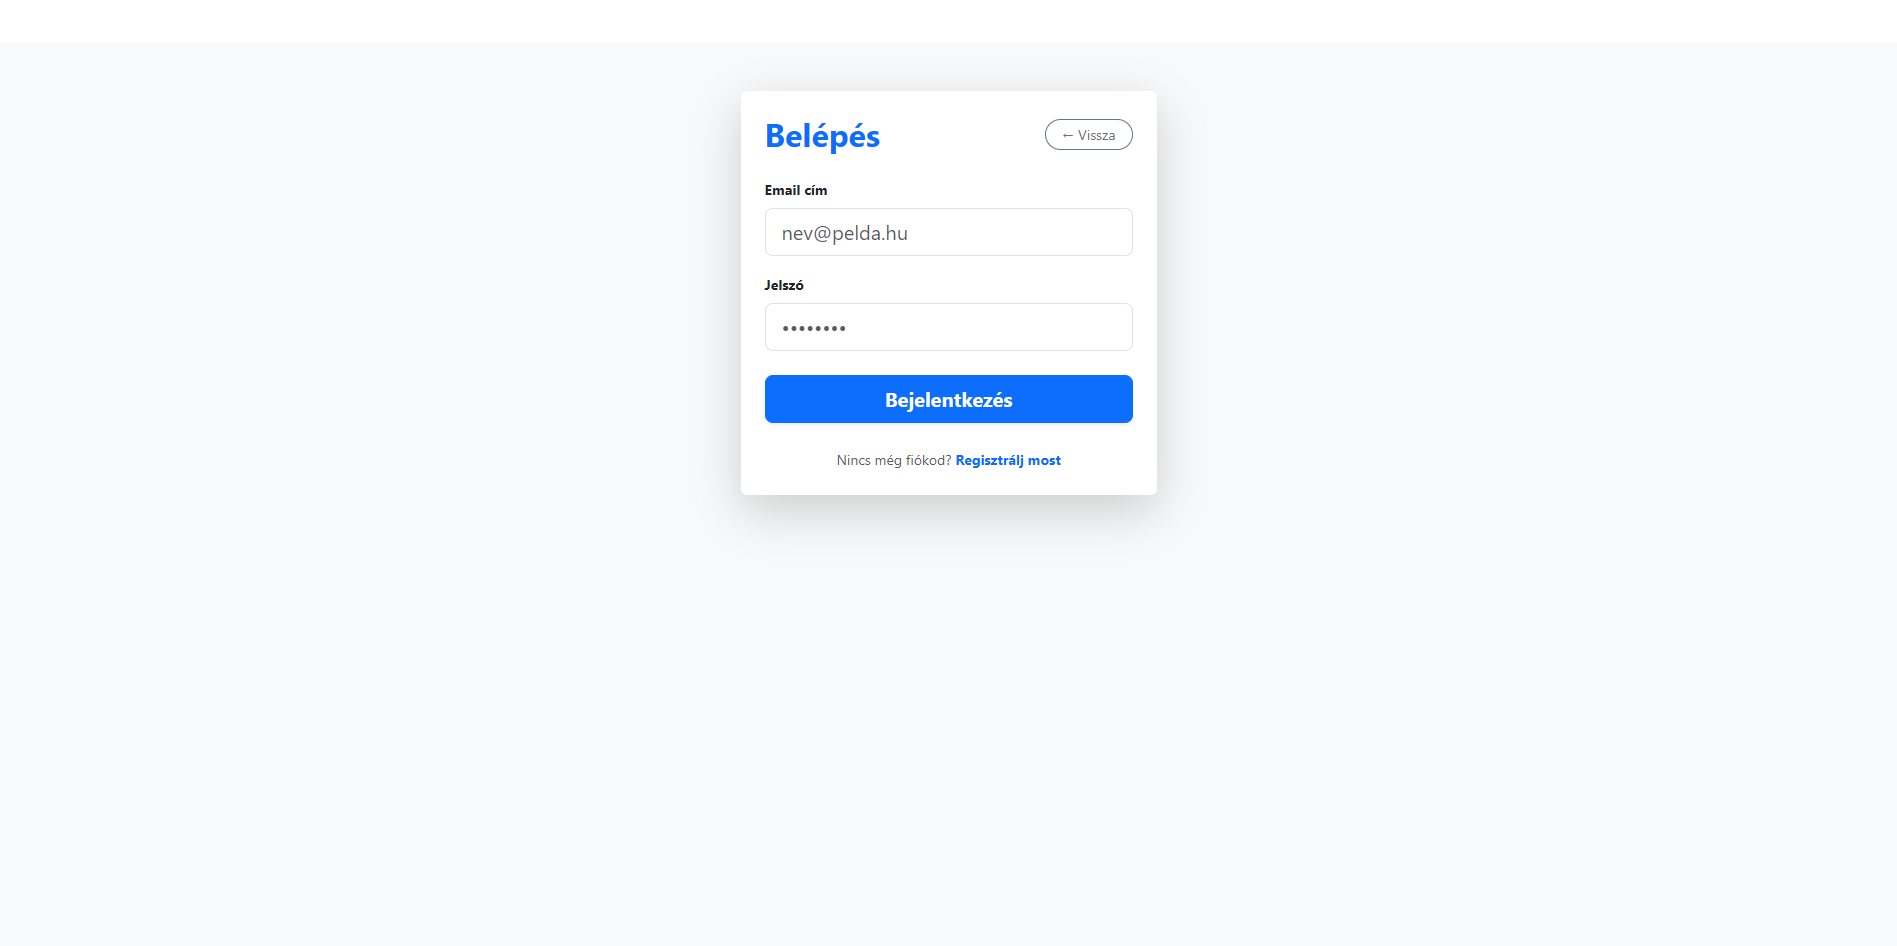 Belépés
← Vissza
Email cím
nev@pelda.hu
Jelszó
••••••••
Bejelentkezés
Nincs még fiókod? Regisztrálj most